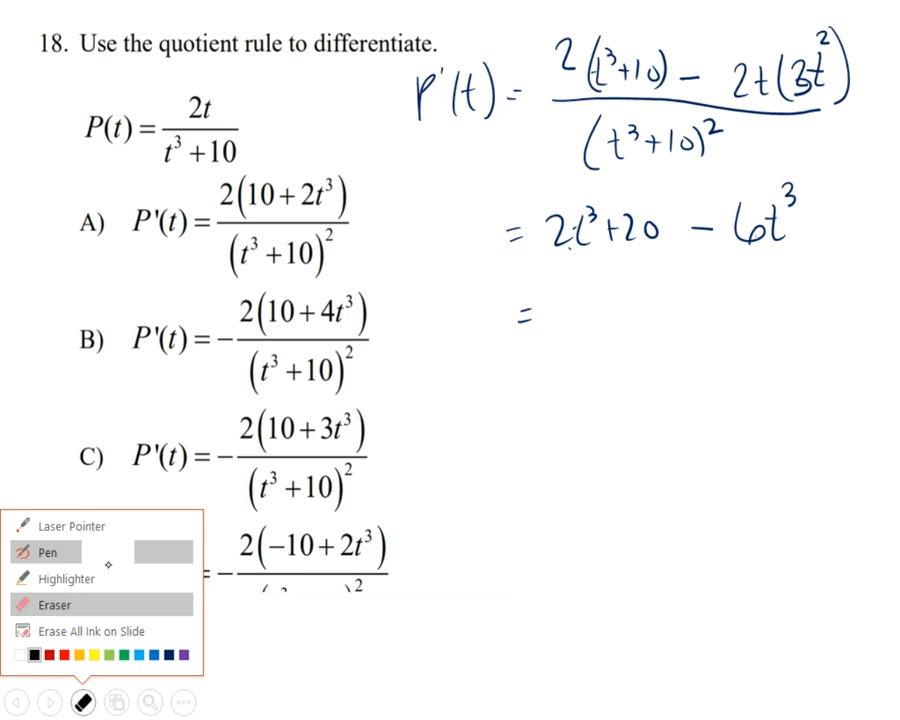 18. Use the quotient rule to differentiate.
P(t) = 2t / (t³ + 10)
A) P'(t) = 2(10 + 2t³) / (t³ + 10)²
B) P'(t) = − 2(10 + 4t³) / (t³ + 10)²
C) P'(t) = − 2(10 + 3t³) / (t³ + 10)²
= − 2(−10 + 2t³)
P'(t) = 2(t³+10) − 2t(3t²) / (t³+10)²
= 2t³+20 − 6t³
=
Laser Pointer
Pen
Highlighter
Eraser
Erase All Ink on Slide